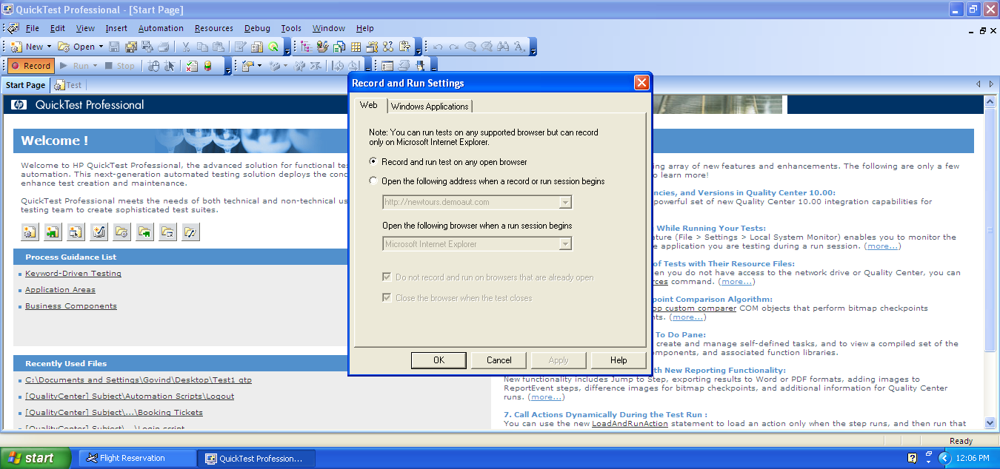 QuickTest Professional - [Start Page]
File Edit View Insert Automation Resources Debug Tools Window Help
New Open
Record Run Stop
Start Page Test
hp QuickTest Professional
Welcome !
Welcome to HP QuickTest Professional, the advanced solution for functional
automation. This next-generation automated testing solution deploys the
enhance test creation and maintenance.
QuickTest Professional meets the needs of both technical and non-technical
testing team to create sophisticated test suites.
Process Guidance List
Keyword-Driven Testing
Application Areas
Business Components
Recently Used Files
C:\Documents and Settings\Govind\Desktop\Test1 qtp
[QualityCenter] Subject\Automation Scripts\Logout
[QualityCenter] Subject\...\Booking Tickets
[QualityCenter] Subject\...\Login script
Record and Run Settings
Web Windows Applications
Note: You can run tests on any supported browser but can record
only on Microsoft Internet Explorer.
Record and run test on any open browser
Open the following address when a record or run session begins
http://newtours.demoaut.com
Open the following browser when a run session begins
Microsoft Internet Explorer
Do not record and run on browsers that are already open
Close the browser when the test closes
OK Cancel Apply Help
ing array of new features and enhancements. The following are only a few
o learn more!
ncies, and Versions in Quality Center 10.00:
powerful set of new Quality Center 10.00 integration capabilities for
While Running Your Tests:
ature (File > Settings > Local System Monitor) enables you to monitor the
e application you are testing during a run session. (more...)
of Tests with Their Resource Files:
en you do not have access to the network drive or Quality Center, you can
rces command. (more...)
point Comparison Algorithm:
op custom comparer COM objects that perform bitmap checkpoints
nts. (more...)
To Do Pane:
create and manage self-defined tasks, and to view a compiled set of the
mponents, and associated function libraries.
th New Reporting Functionality:
New functionality includes Jump to Step, exporting results to Word or PDF formats, adding images to
ReportEvent steps, difference images for bitmap checkpoints, and additional information for Quality Center
runs. (more...)
7. Call Actions Dynamically During the Test Run :
You can use the new LoadAndRunAction statement to load an action only when the step runs, and then run that
Ready
start Flight Reservation QuickTest Profession... 12:06 PM